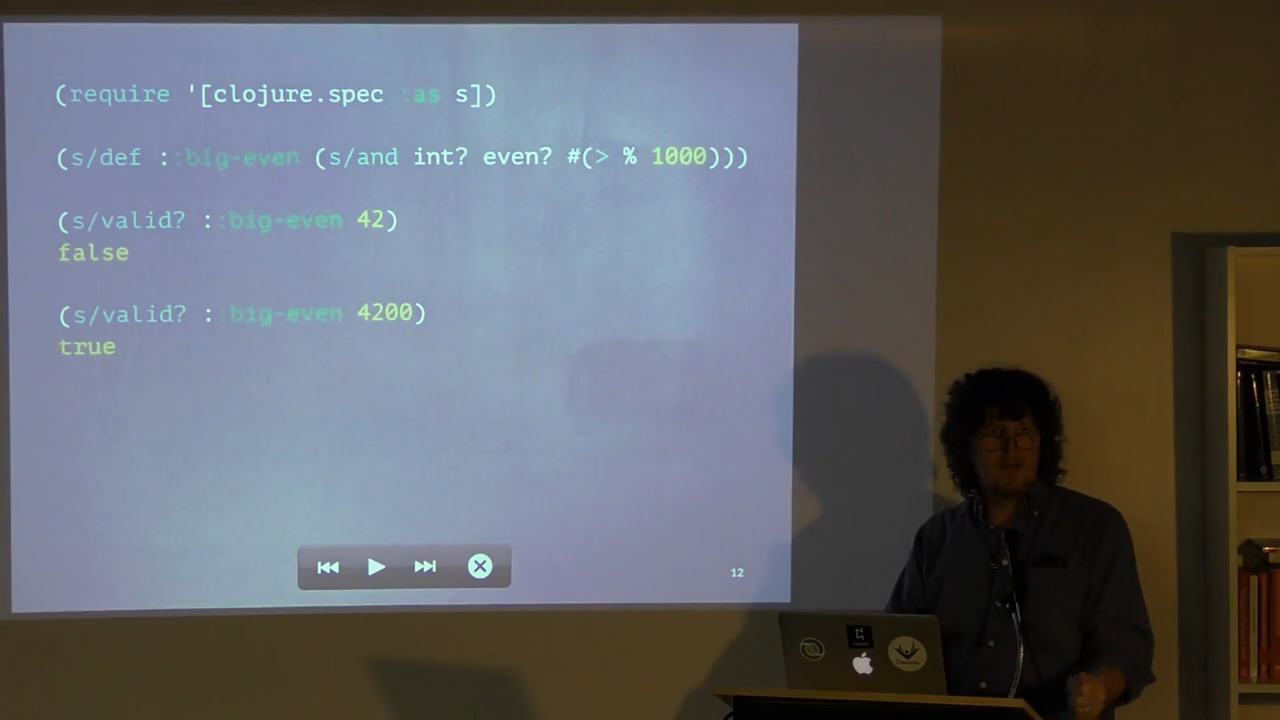 (require '[clojure.spec :as s])
(s/def ::big-even (s/and int? even? #(> % 1000)))
(s/valid? ::big-even 42)
false
(s/valid? ::big-even 4200)
true
12